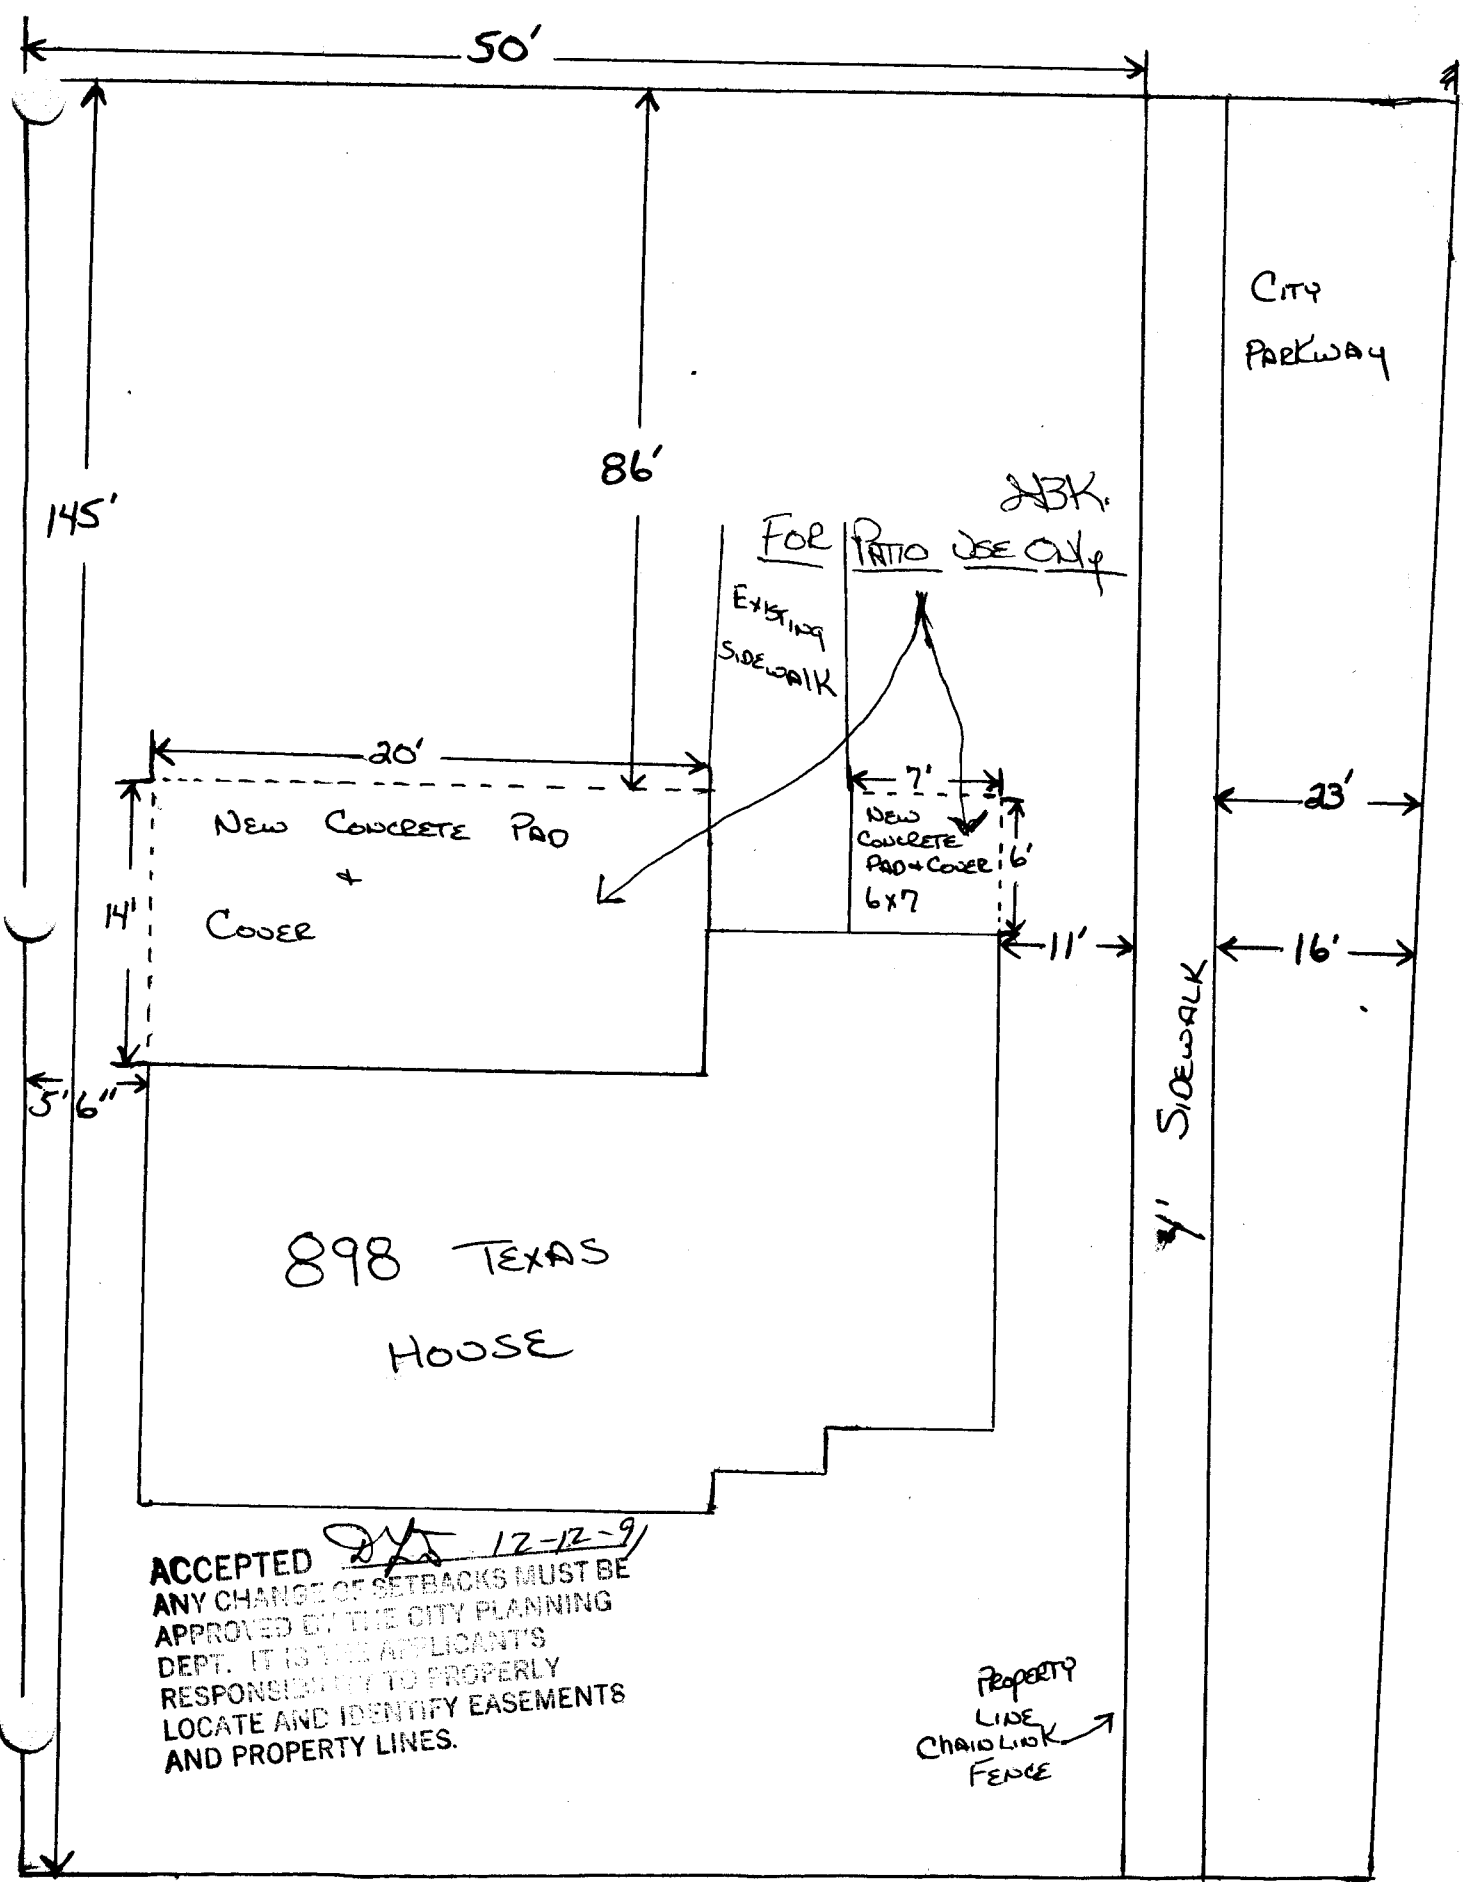 50'
CITY
PARKWAY
145'
86'
FOR PATIO USE ONLY
EXISTING
SIDEWALK
20'
7'
23'
NEW CONCRETE PAD
&
COVER
NEW
CONCRETE
PAD & COVER
6x7
6'
14'
11'
16'
5' 6"
4' SIDEWALK
898 TEXAS
HOUSE
ACCEPTED 12-12-91
ANY CHANGE OF SETBACKS MUST BE
APPROVED BY THE CITY PLANNING
DEPT. IT IS THE APPLICANT'S
RESPONSIBILITY TO PROPERLY
LOCATE AND IDENTIFY EASEMENTS
AND PROPERTY LINES.
PROPERTY
LINE
CHAINLINK
FENCE